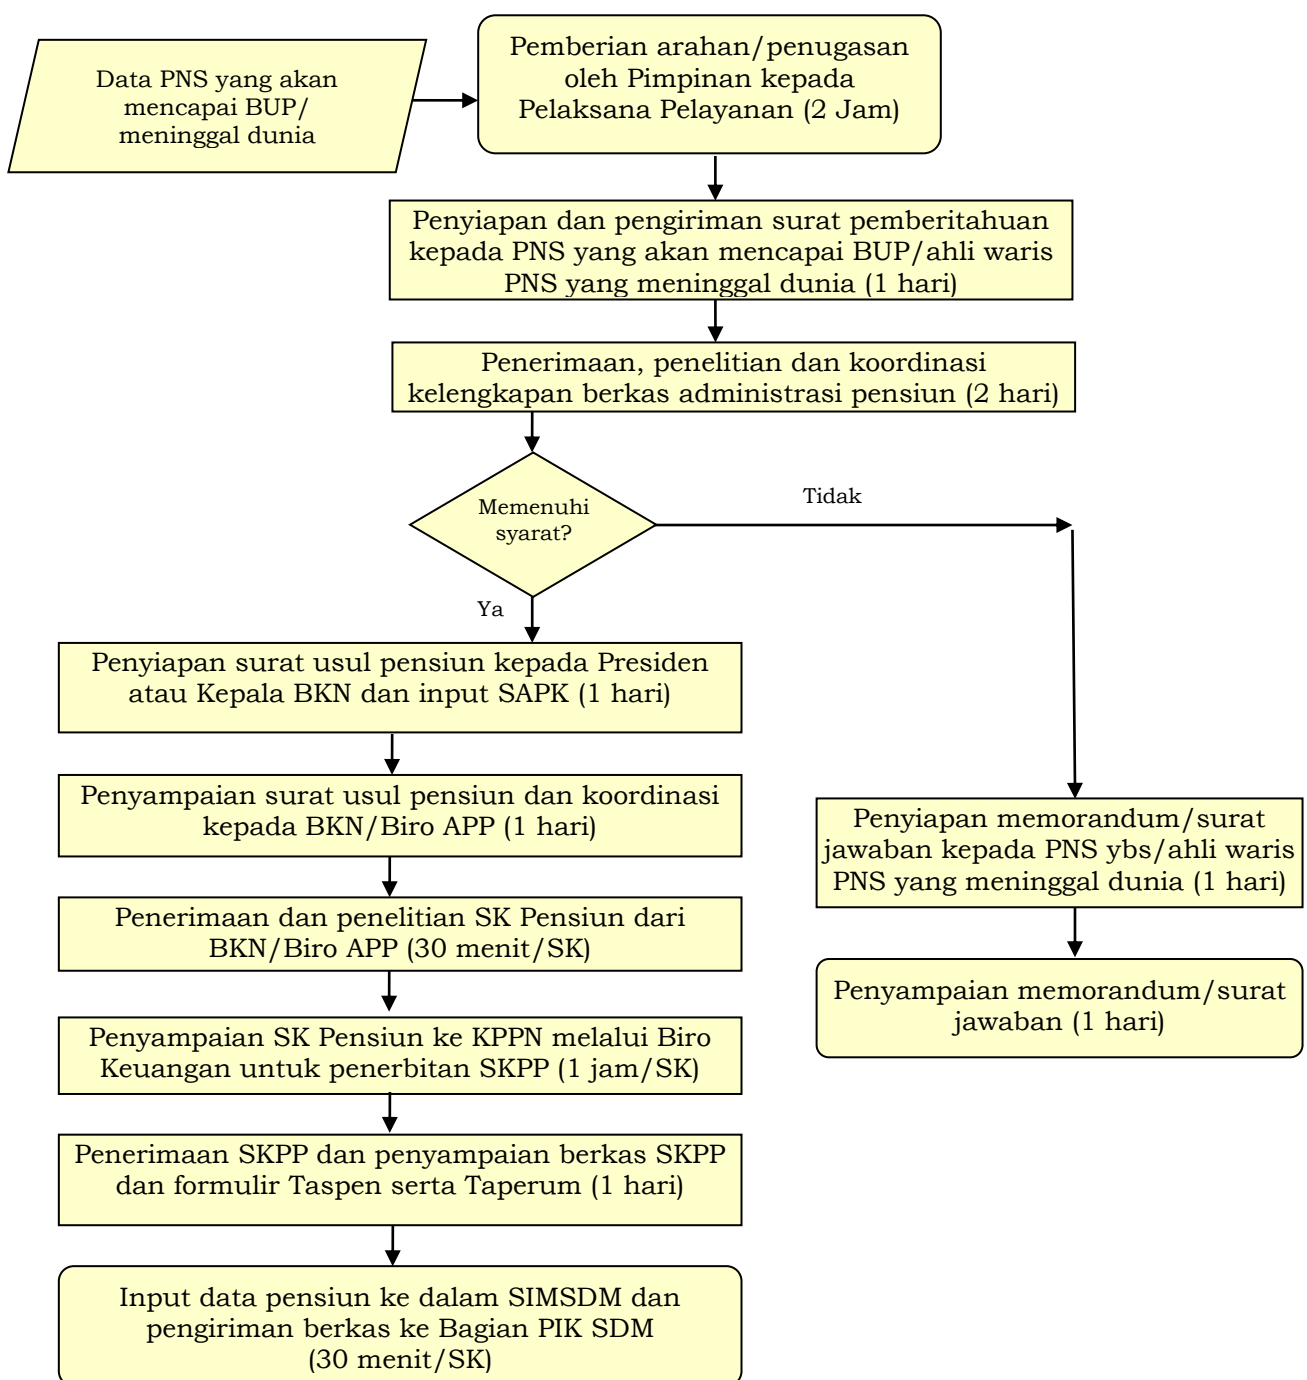 Data PNS yang akan
mencapai BUP/
meninggal dunia
Pemberian arahan/penugasan
oleh Pimpinan kepada
Pelaksana Pelayanan (2 Jam)
Penyiapan dan pengiriman surat pemberitahuan
kepada PNS yang akan mencapai BUP/ahli waris
PNS yang meninggal dunia (1 hari)
Penerimaan, penelitian dan koordinasi
kelengkapan berkas administrasi pensiun (2 hari)
Memenuhi
syarat?
Tidak
Ya
Penyiapan surat usul pensiun kepada Presiden
atau Kepala BKN dan input SAPK (1 hari)
Penyampaian surat usul pensiun dan koordinasi
kepada BKN/Biro APP (1 hari)
Penerimaan dan penelitian SK Pensiun dari
BKN/Biro APP (30 menit/SK)
Penyampaian SK Pensiun ke KPPN melalui Biro
Keuangan untuk penerbitan SKPP (1 jam/SK)
Penerimaan SKPP dan penyampaian berkas SKPP
dan formulir Taspen serta Taperum (1 hari)
Input data pensiun ke dalam SIMSDM dan
pengiriman berkas ke Bagian PIK SDM
(30 menit/SK)
Penyiapan memorandum/surat
jawaban kepada PNS ybs/ahli waris
PNS yang meninggal dunia (1 hari)
Penyampaian memorandum/surat
jawaban (1 hari)